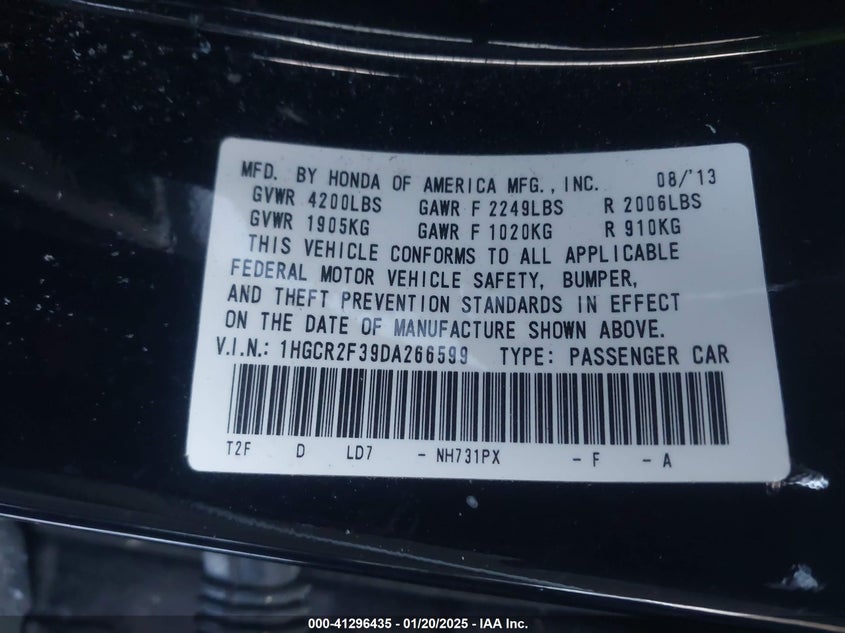 MFD. BY HONDA OF AMERICA MFG., INC. 08/'13
GVWR 4200LBS GAWR F 2249LBS R 2006LBS
GVWR 1905KG GAWR F 1020KG R 910KG
THIS VEHICLE CONFORMS TO ALL APPLICABLE
FEDERAL MOTOR VEHICLE SAFETY, BUMPER,
AND THEFT PREVENTION STANDARDS IN EFFECT
ON THE DATE OF MANUFACTURE SHOWN ABOVE.
V.I.N.: 1HGCR2F39DA266599 TYPE: PASSENGER CAR
T2F D LD7 - NH731PX - F - A
000-41296435 - 01/20/2025 - IAA Inc.